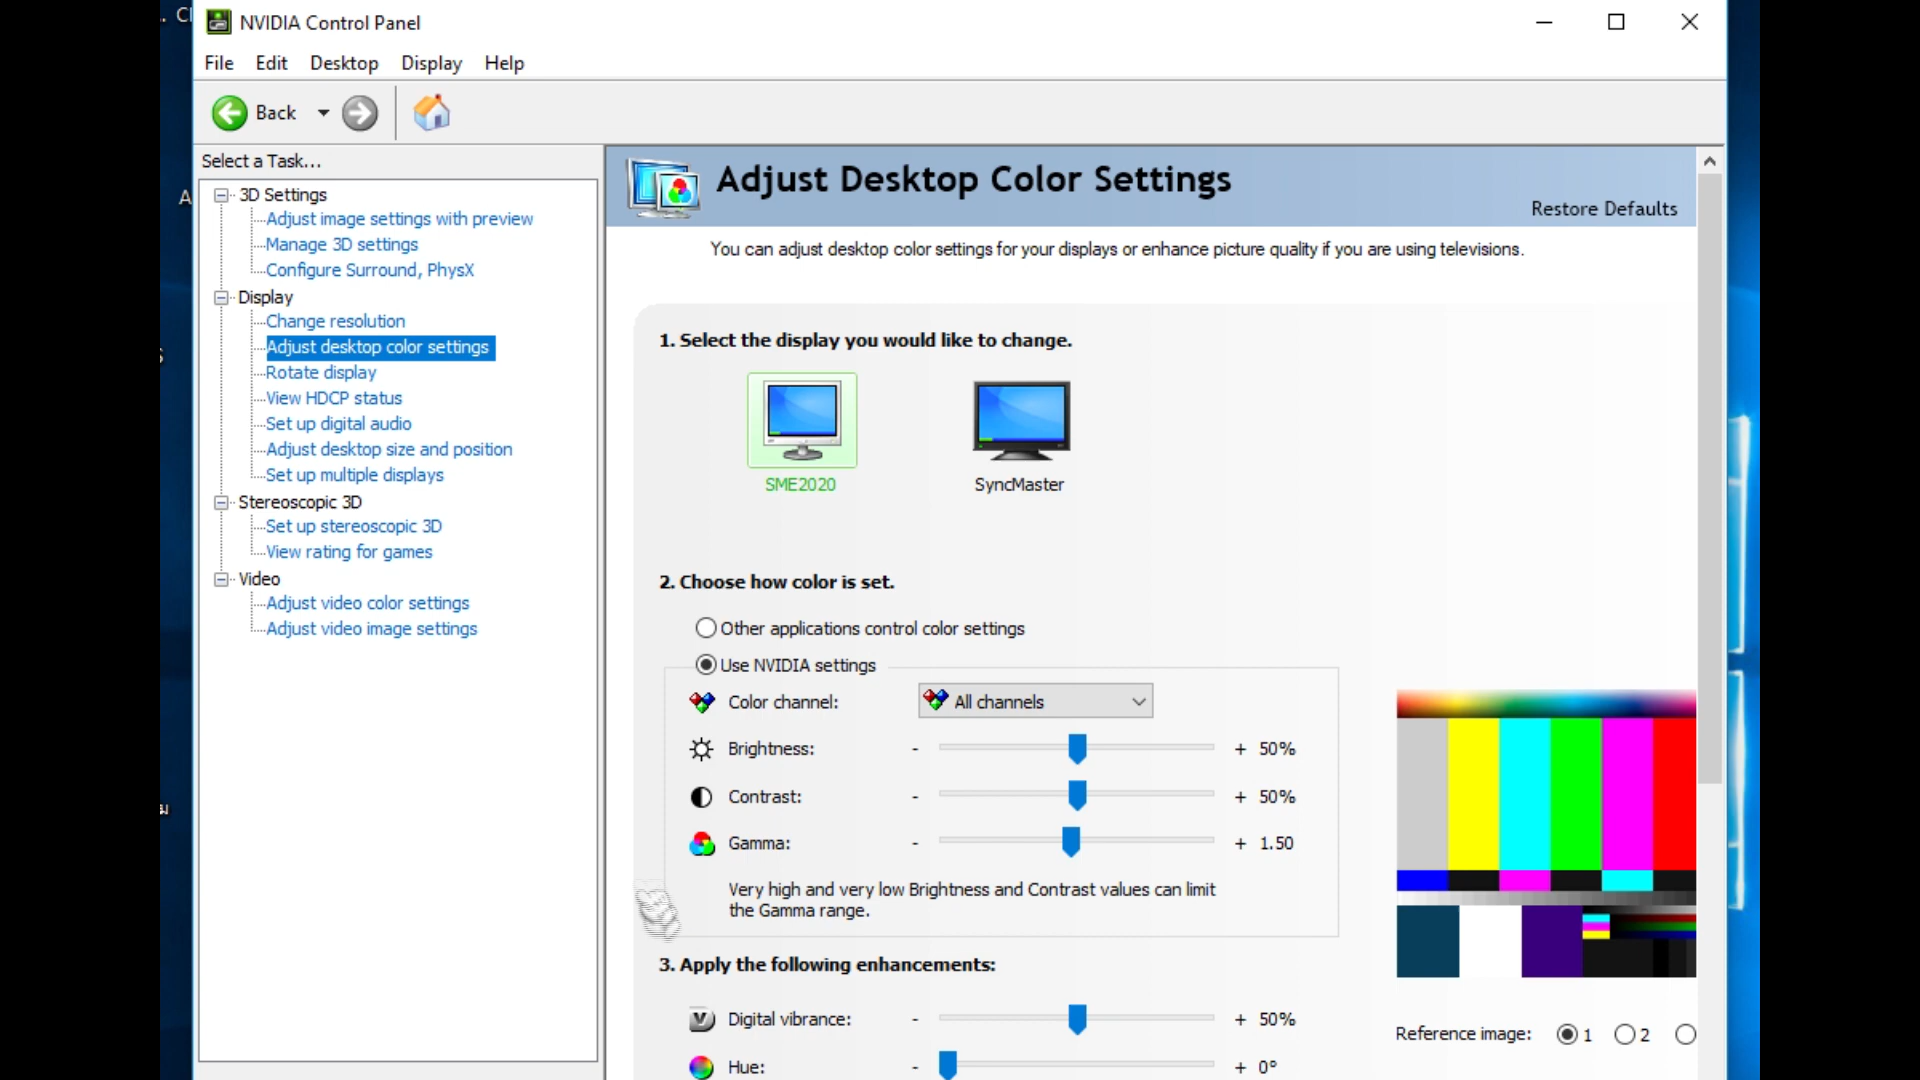 NVIDIA Control Panel
File Edit Desktop Display Help
Back
Select a Task...
3D Settings
Adjust image settings with preview
Manage 3D settings
Configure Surround, PhysX
Display
Change resolution
Adjust desktop color settings
Rotate display
View HDCP status
Set up digital audio
Adjust desktop size and position
Set up multiple displays
Stereoscopic 3D
Set up stereoscopic 3D
View rating for games
Video
Adjust video color settings
Adjust video image settings
Adjust Desktop Color Settings
Restore Defaults
You can adjust desktop color settings for your displays or enhance picture quality if you are using televisions.
1. Select the display you would like to change.
SME2020 SyncMaster
2. Choose how color is set.
Other applications control color settings
Use NVIDIA settings
Color channel: All channels
Brightness: - + 50%
Contrast: - + 50%
Gamma: - + 1.50
Very high and very low Brightness and Contrast values can limit
the Gamma range.
3. Apply the following enhancements:
Digital vibrance: - + 50%
Hue: - + 0°
Reference image: 1 2